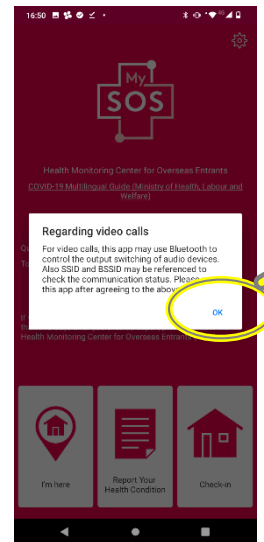 16:50
My
SOS
Health Monitoring Center for Overseas Entrants
COVID-19 Multilingual Guide (Ministry of Health, Labour and
Welfare)
Regarding
video calls
For video calls, this app may use Bluetooth to
control the output switching of audio devices.
Also SSID and BSSID may be referenced to
check the communication status. Please
this app after agreeing to the above
OK
Health Monitoring Center for Overseas
I'm here
Report Your
Health Condition
Check-in